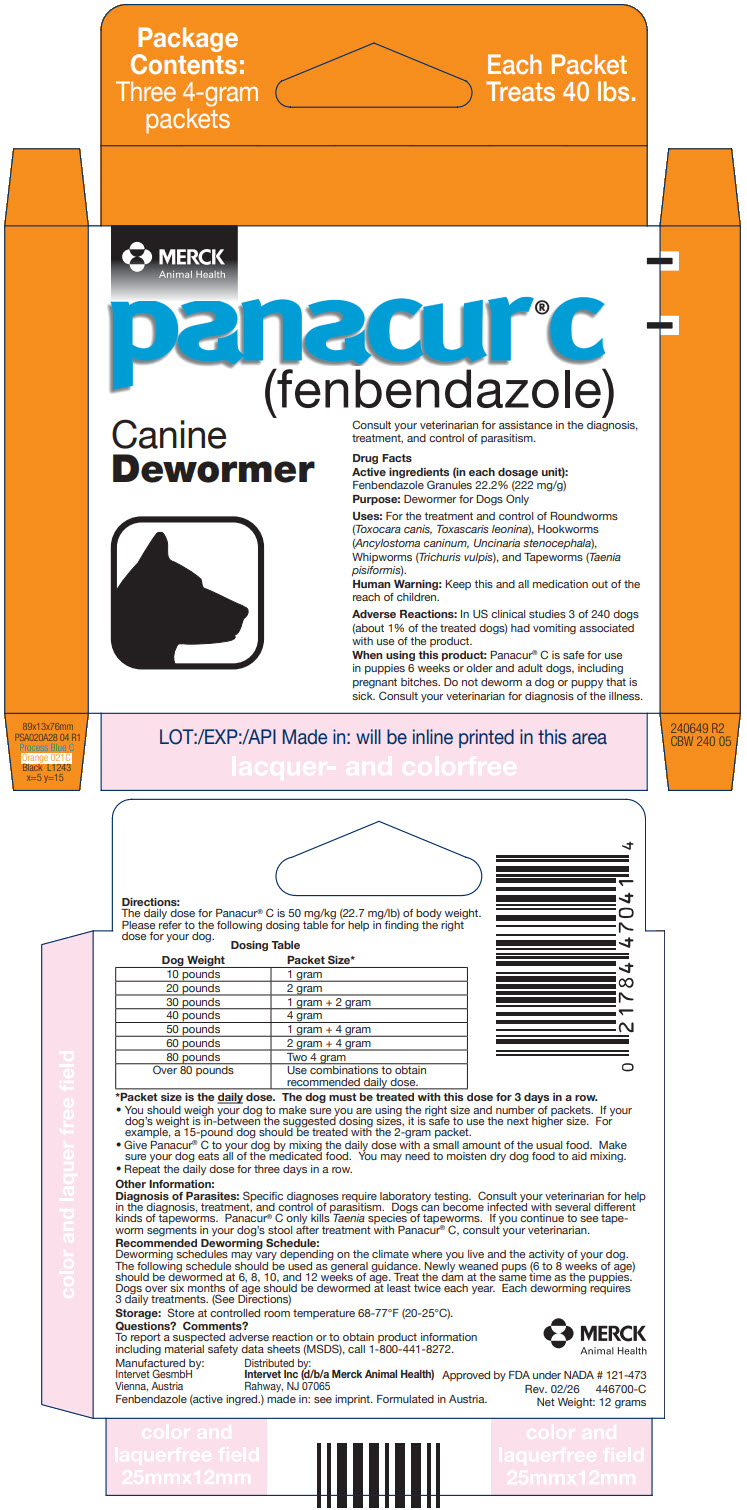 Package
Contents:
Three 4-gram
packets
Each Packet
Treats 40 lbs.
MERCK
Animal Health
panacur® c
(fenbendazole)
Canine
Dewormer
Consult your veterinarian for assistance in the diagnosis,
treatment, and control of parasitism.
Drug Facts
Active ingredients (in each dosage unit):
Fenbendazole Granules 22.2% (222 mg/g)
Purpose: Dewormer for Dogs Only
Uses: For the treatment and control of Roundworms
(Toxocara canis, Toxascaris leonina), Hookworms
(Ancylostoma caninum, Uncinaria stenocephala),
Whipworms (Trichuris vulpis), and Tapeworms (Taenia
pisiformis).
Human Warning: Keep this and all medication out of the
reach of children.
Adverse Reactions: In US clinical studies 3 of 240 dogs
(about 1% of the treated dogs) had vomiting associated
with use of the product.
When using this product: Panacur® C is safe for use
in puppies 6 weeks or older and adult dogs, including
pregnant bitches. Do not deworm a dog or puppy that is
sick. Consult your veterinarian for diagnosis of the illness.
89x13x76mm
PSA020A28 04 R1
Process Blue C
Orange 021C
Black L1243
x=5 y=15
LOT:/EXP:/API Made in: will be inline printed in this area
lacquer- and colorfree
240649 R2
CBW 240 05
Directions:
The daily dose for Panacur® C is 50 mg/kg (22.7 mg/lb) of body weight.
Please refer to the following dosing table for help in finding the right
dose for your dog.
Dosing Table
Dog Weight Packet Size*
10 pounds 1 gram
20 pounds 2 gram
30 pounds 1 gram + 2 gram
40 pounds 4 gram
50 pounds 1 gram + 4 gram
60 pounds 2 gram + 4 gram
80 pounds Two 4 gram
Over 80 pounds Use combinations to obtain
recommended daily dose.
0 21784 47041 4
*Packet size is the daily dose. The dog must be treated with this dose for 3 days in a row.
• You should weigh your dog to make sure you are using the right size and number of packets. If your
dog's weight is in-between the suggested dosing sizes, it is safe to use the next higher size. For
example, a 15-pound dog should be treated with the 2-gram packet.
• Give Panacur® C to your dog by mixing the daily dose with a small amount of the usual food. Make
sure your dog eats all of the medicated food. You may need to moisten dry dog food to aid mixing.
• Repeat the daily dose for three days in a row.
Other Information:
Diagnosis of Parasites: Specific diagnoses require laboratory testing. Consult your veterinarian for help
in the diagnosis, treatment, and control of parasitism. Dogs can become infected with several different
kinds of tapeworms. Panacur® C only kills Taenia species of tapeworms. If you continue to see tape-
worm segments in your dog's stool after treatment with Panacur® C, consult your veterinarian.
Recommended Deworming Schedule:
Deworming schedules may vary depending on the climate where you live and the activity of your dog.
The following schedule should be used as general guidance. Newly weaned pups (6 to 8 weeks of age)
should be dewormed at 6, 8, 10, and 12 weeks of age. Treat the dam at the same time as the puppies.
Dogs over six months of age should be dewormed at least twice each year. Each deworming requires
3 daily treatments. (See Directions)
Storage: Store at controlled room temperature 68-77°F (20-25°C).
Questions? Comments?
To report a suspected adverse reaction or to obtain product information
including material safety data sheets (MSDS), call 1-800-441-8272.
MERCK
Animal Health
Manufactured by: Distributed by:
Intervet GesmbH Intervet Inc (d/b/a Merck Animal Health) Approved by FDA under NADA # 121-473
Vienna, Austria Rahway, NJ 07065 Rev. 02/26 446700-C
Fenbendazole (active ingred.) made in: see imprint. Formulated in Austria. Net Weight: 12 grams
color and laquer free field
color and
laquerfree field
25mmx12mm
color and
laquerfree field
25mmx12mm